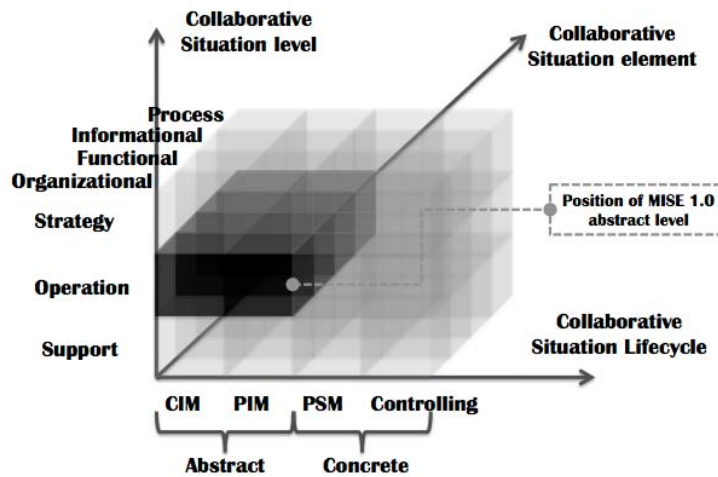 Collaborative
Situation level
Collaborative
Situation element
Process
Informational
Functional
Organizational
Strategy
Position of MISE 1.0
abstract level
Operation
Support
Collaborative
Situation Lifecycle
CIM PIM PSM Controlling
Abstract Concrete